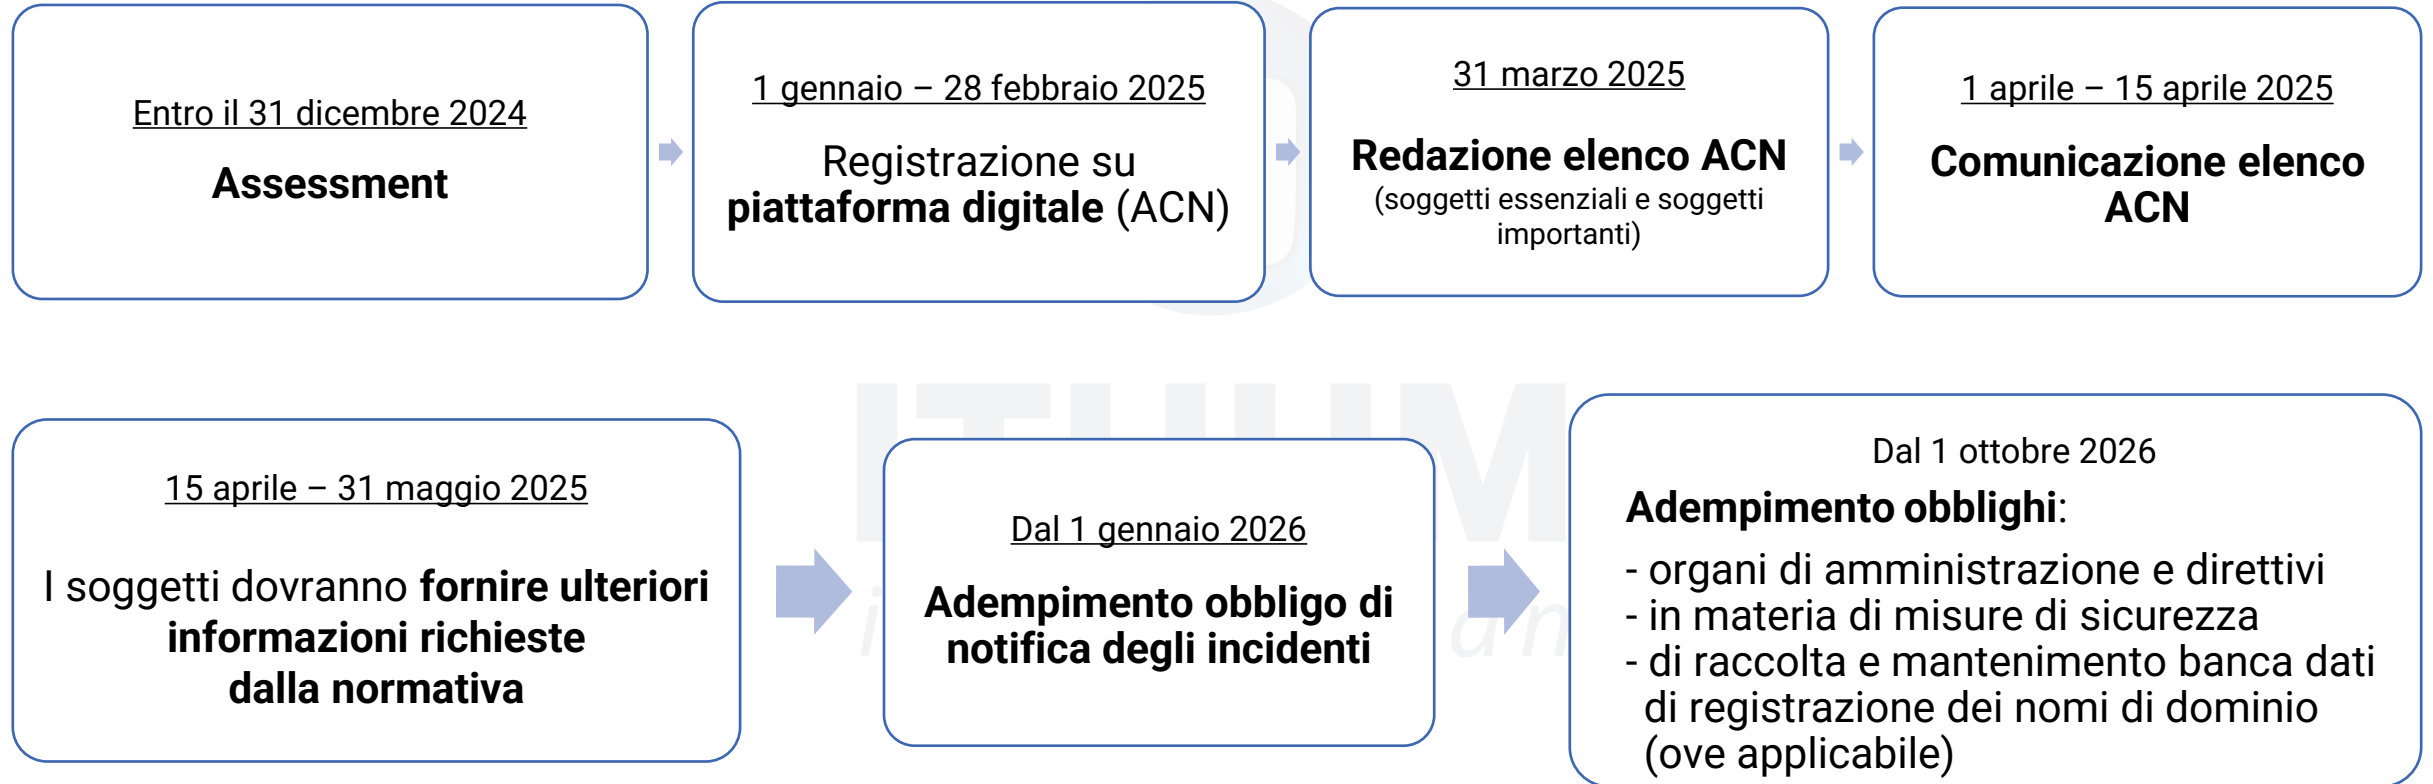 Entro il 31 dicembre 2024
Assessment
1 gennaio – 28 febbraio 2025
Registrazione su
piattaforma digitale (ACN)
31 marzo 2025
Redazione elenco ACN
(soggetti essenziali e soggetti
importanti)
1 aprile – 15 aprile 2025
Comunicazione elenco
ACN
15 aprile – 31 maggio 2025
I soggetti dovranno fornire ulteriori
informazioni richieste
dalla normativa
Dal 1 gennaio 2026
Adempimento obbligo di
notifica degli incidenti
Dal 1 ottobre 2026
Adempimento obblighi:
- organi di amministrazione e direttivi
- in materia di misure di sicurezza
- di raccolta e mantenimento banca dati
di registrazione dei nomi di dominio
(ove applicabile)